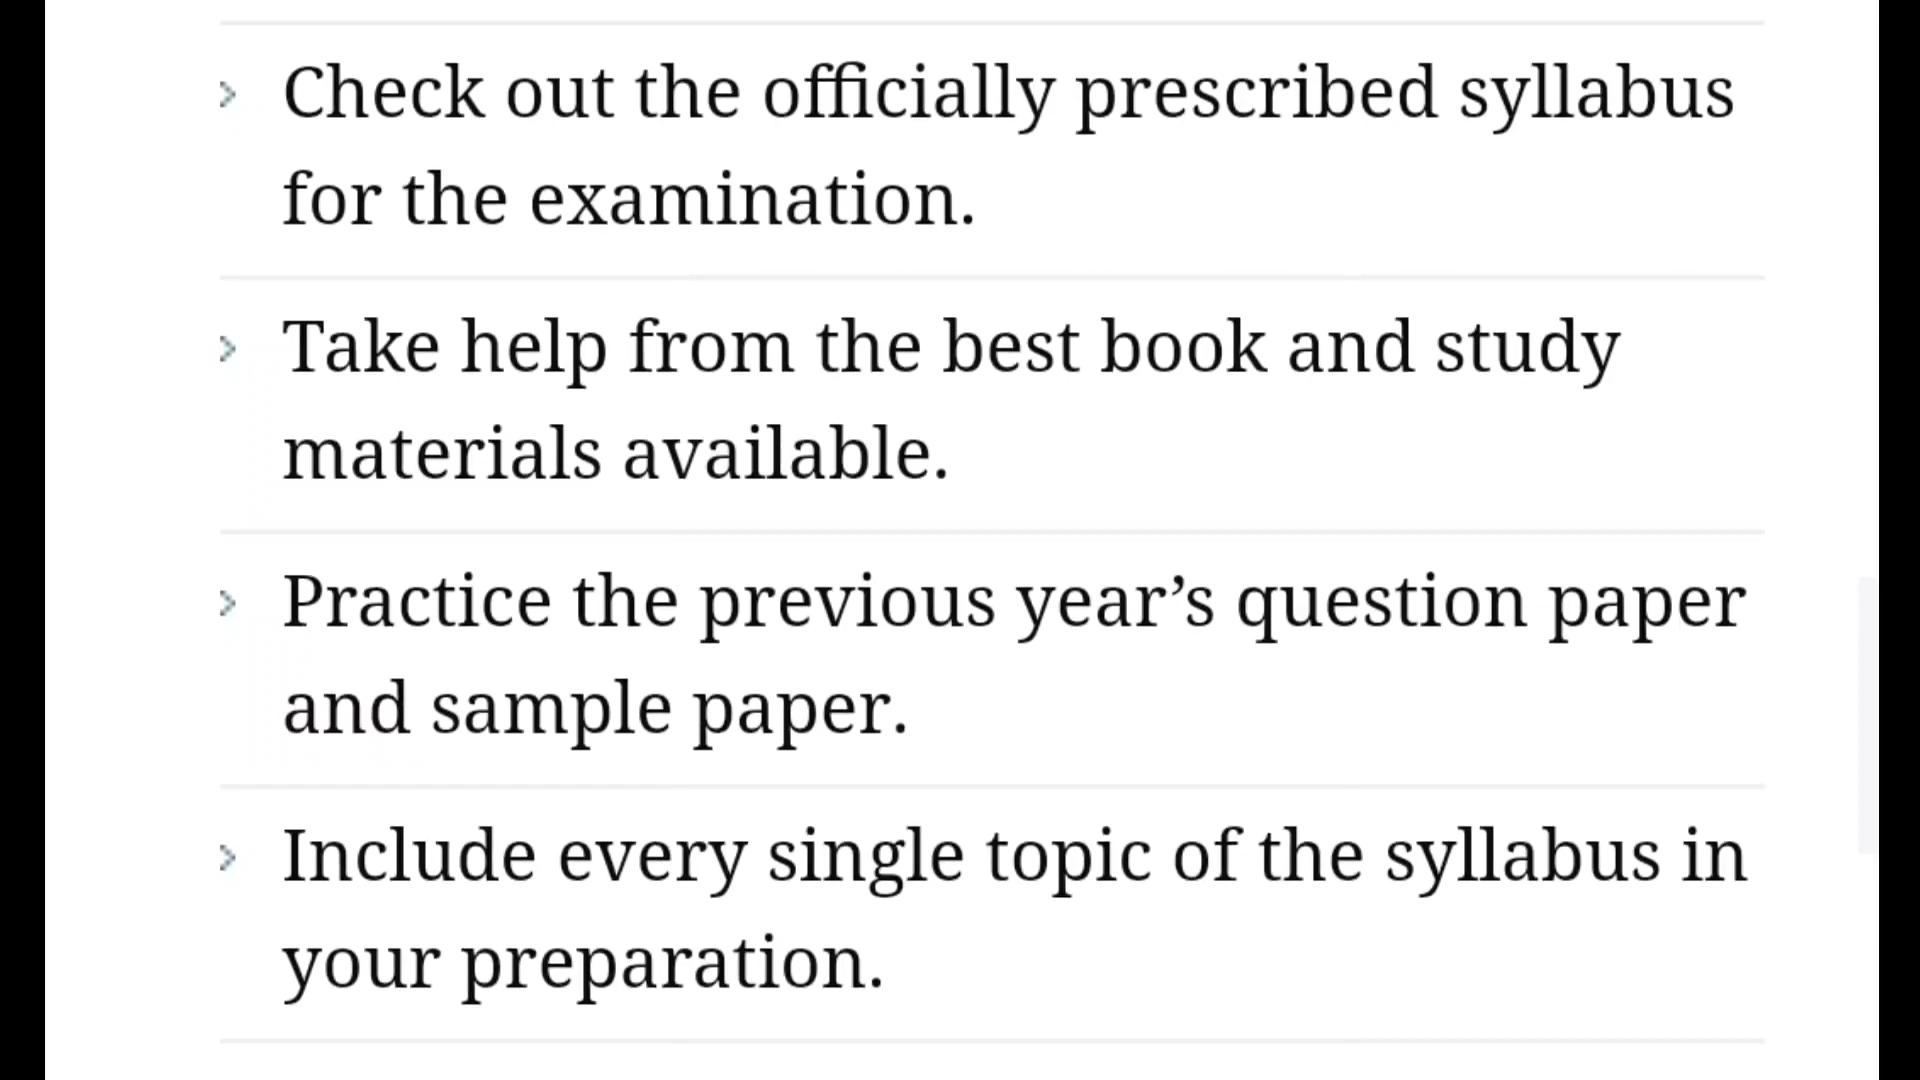 Check out the officially prescribed syllabus
for the examination.
Take help from the best book and study
materials available.
Practice the previous year’s question paper
and sample paper.
Include every single topic of the syllabus in
your preparation.